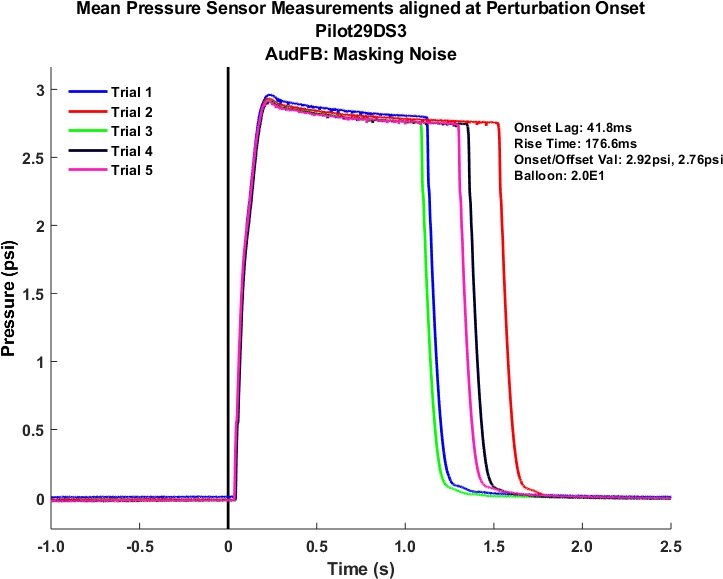 Mean Pressure Sensor Measurements aligned at Perturbation Onset
Pilot29DS3
AudFB: Masking Noise
Pressure (psi)
3
2.5
2
1.5
1
0.5
0
Trial 1
Trial 2
Trial 3
Trial 4
Trial 5
Onset Lag: 41.8ms
Rise Time: 176.6ms
Onset/Offset Val: 2.92psi, 2.76psi
Balloon: 2.0E1
-1.0 -0.5 0 0.5 1.0 1.5 2.0 2.5
Time (s)